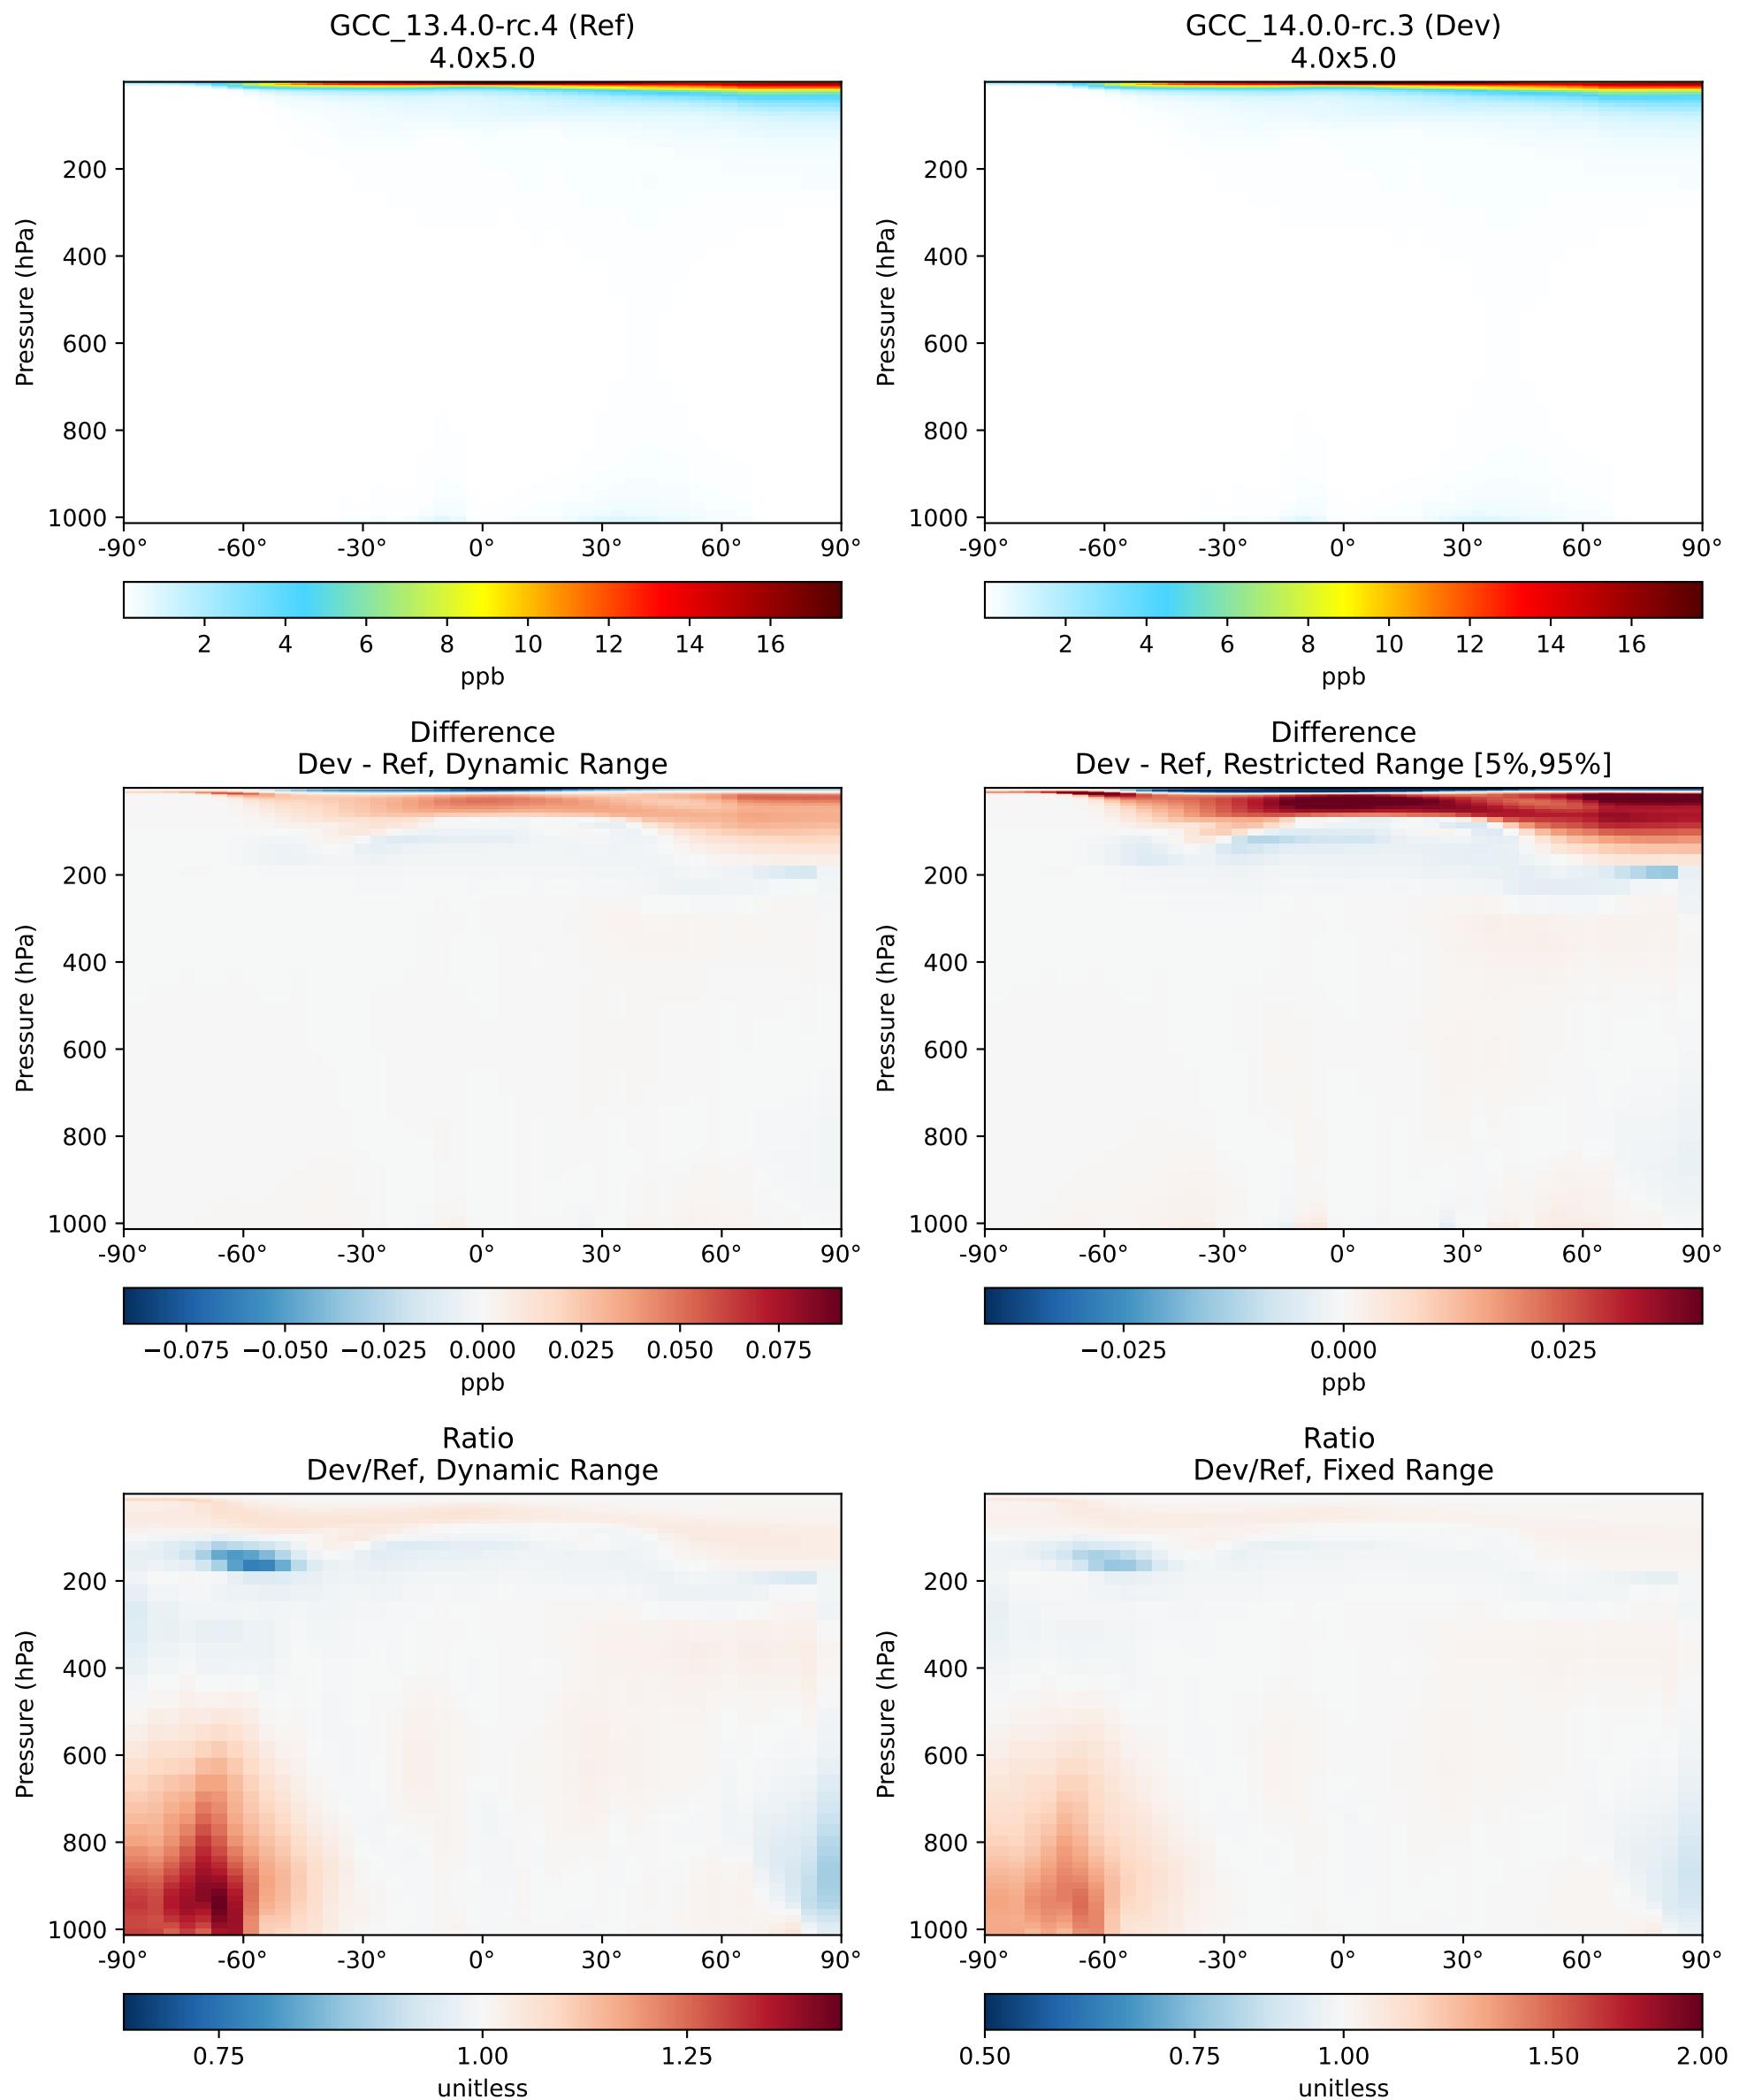 GCC_13.4.0-rc.4 (Ref)
4.0x5.0
Pressure (hPa)
200
400
600
800
1000
-90° -60° -30° 0° 30° 60° 90°
2 4 6 8 10 12 14 16
ppb
GCC_14.0.0-rc.3 (Dev)
4.0x5.0
Pressure (hPa)
200
400
600
800
1000
-90° -60° -30° 0° 30° 60° 90°
2 4 6 8 10 12 14 16
ppb
Difference
Dev - Ref, Dynamic Range
Pressure (hPa)
200
400
600
800
1000
-90° -60° -30° 0° 30° 60° 90°
−0.075 −0.050 −0.025 0.000 0.025 0.050 0.075
ppb
Difference
Dev - Ref, Restricted Range [5%,95%]
Pressure (hPa)
200
400
600
800
1000
-90° -60° -30° 0° 30° 60° 90°
−0.025 0.000 0.025
ppb
Ratio
Dev/Ref, Dynamic Range
Pressure (hPa)
200
400
600
800
1000
-90° -60° -30° 0° 30° 60° 90°
0.75 1.00 1.25
unitless
Ratio
Dev/Ref, Fixed Range
Pressure (hPa)
200
400
600
800
1000
-90° -60° -30° 0° 30° 60° 90°
0.50 0.75 1.00 1.50 2.00
unitless